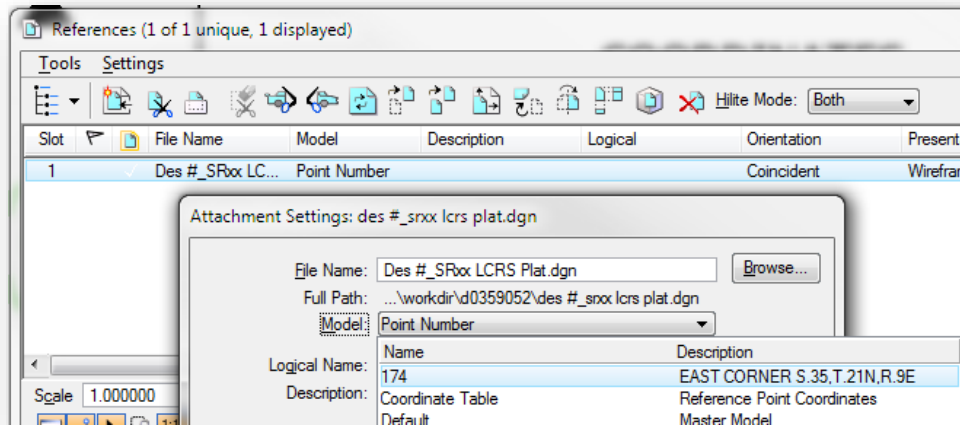 References (1 of 1 unique, 1 displayed)
Tools Settings
Hilite Mode: Both
Slot File Name Model Description Logical Orientation Present
1 Des #_SRxx LC... Point Number Coincident Wirefrar
Attachment Settings: des #_srxx lcrs plat.dgn
File Name: Des #_SRxx LCRS Plat.dgn Browse...
Full Path: ...\workdir\d0359052\des #_srxx lcrs plat.dgn
Model: Point Number
Name Description
Logical Name:
174 EAST CORNER S.35,T.21N,R.9E
Description:
Coordinate Table Reference Point Coordinates
Scale 1.000000
Default Master Model